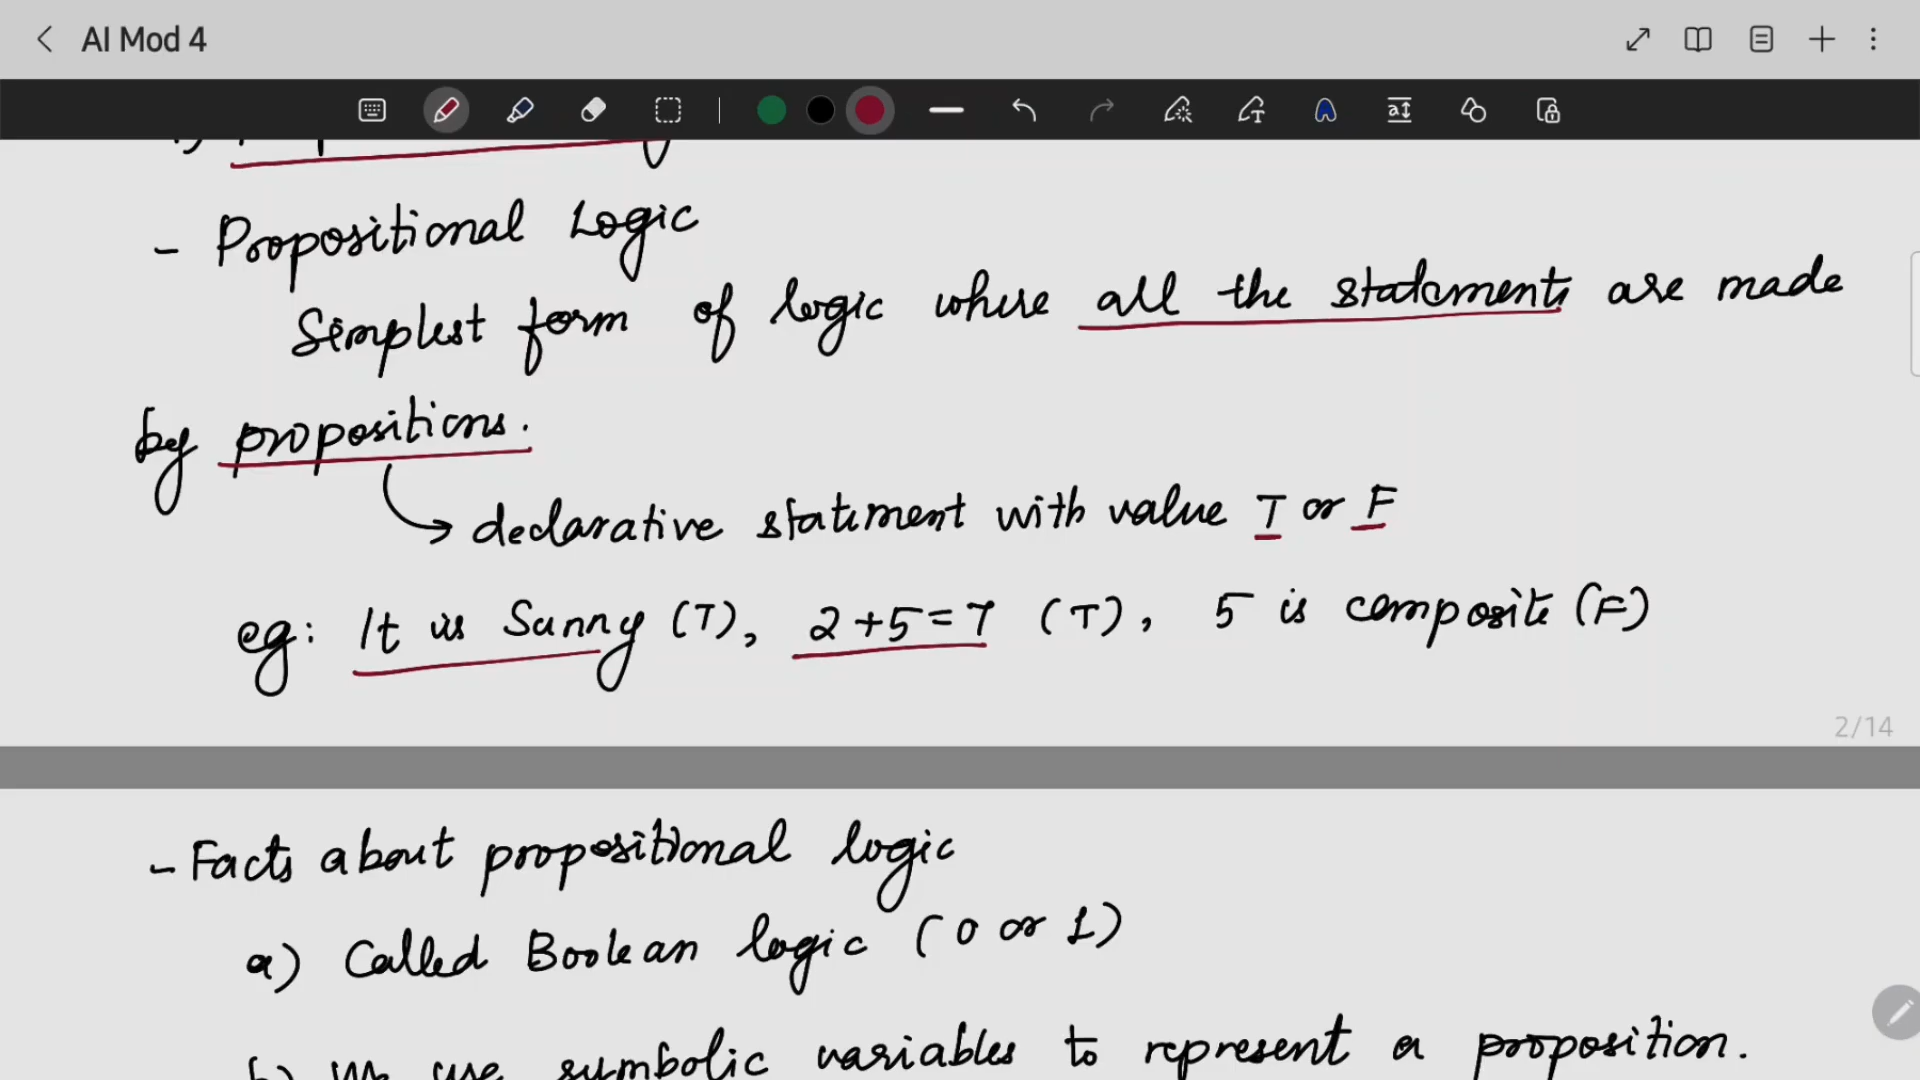 AI Mod 4
- Propositional Logic
Simplest form of logic where all the statements are made
by propositions.
declarative statement with value T or F
eg: It is Sunny (T), 2+5=7 (T), 5 is composite (F)
2/14
- Facts about propositional logic
a) Called Boolean logic (0 or 1)
b) We use symbolic variables to represent a proposition.